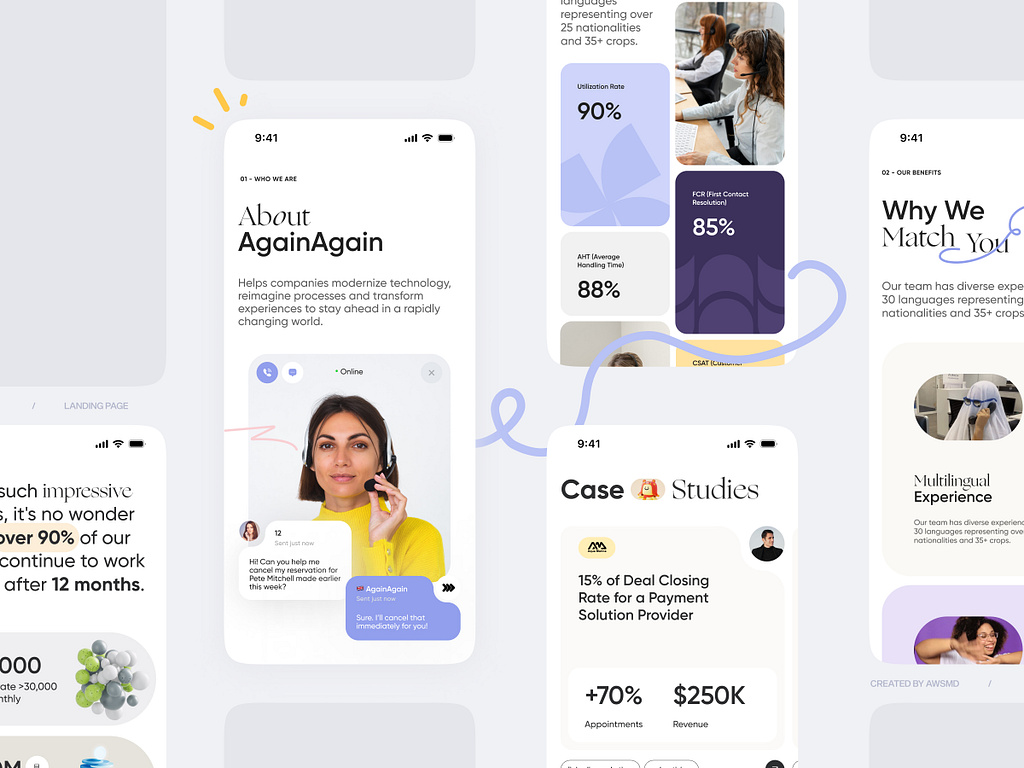 /
LANDING PAGE
such impressive
s, it's no wonder
over 90% of our
continue to work
after 12 months.
000
ate >30,000
nthly
0M
9:41
01 - WHO WE ARE
About
AgainAgain
Helps companies modernize technology,
reimagine processes and transform
experiences to stay ahead in a rapidly
changing world.
Online
12
Sent just now
Hi! Can you help me
cancel my reservation for
Pete Mitchell made earlier
this week?
AgainAgain
Sent just now
Sure. I'll cancel that
immediately for you!
languages
representing over
25 nationalities
and 35+ crops.
Utilization Rate
90%
FCR (First Contact
Resolution)
85%
AHT (Average
Handling Time)
88%
CSAT (Customer
9:41
Case Studies
15% of Deal Closing
Rate for a Payment
Solution Provider
+70%
Appointments
$250K
Revenue
9:41
02 - OUR BENEFITS
Why We
Match You
Our team has diverse expe
30 languages representing
nationalities and 35+ crops
Multilingual
Experience
Our team has diverse experienc
30 languages representing ove
nationalities and 35+ crops.
CREATED BY AWSMD
/